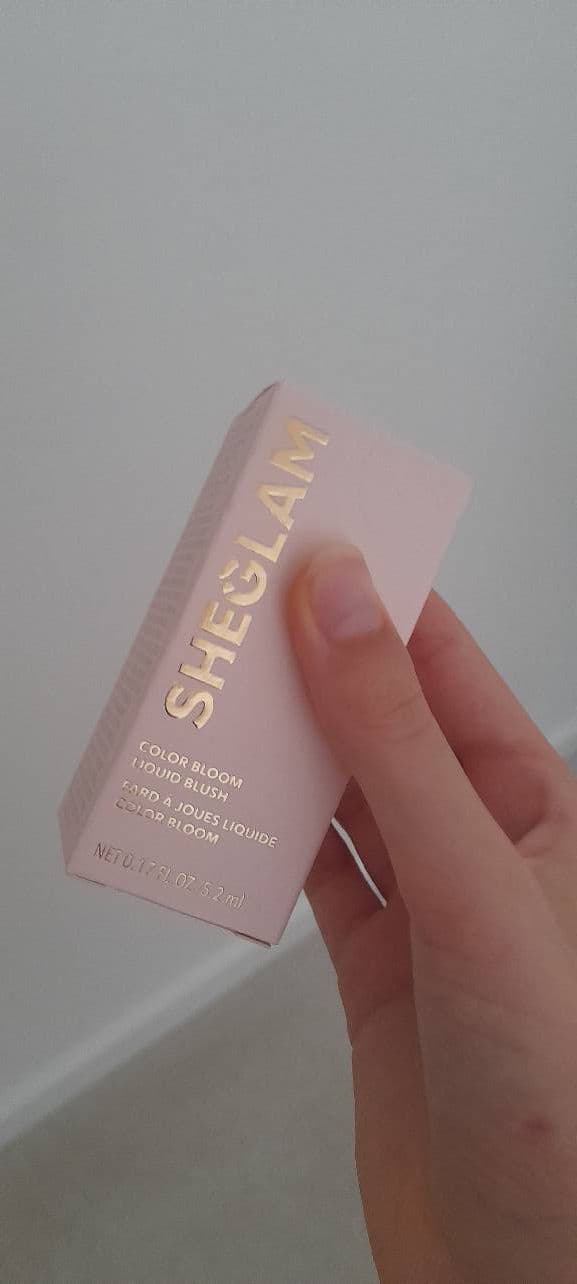 SHEGLAM
COLOR BLOOM
LIQUID BLUSH
FARD À JOUES LIQUIDE
COLOR BLOOM
NET 0.17 FL.OZ. 5.2 ml